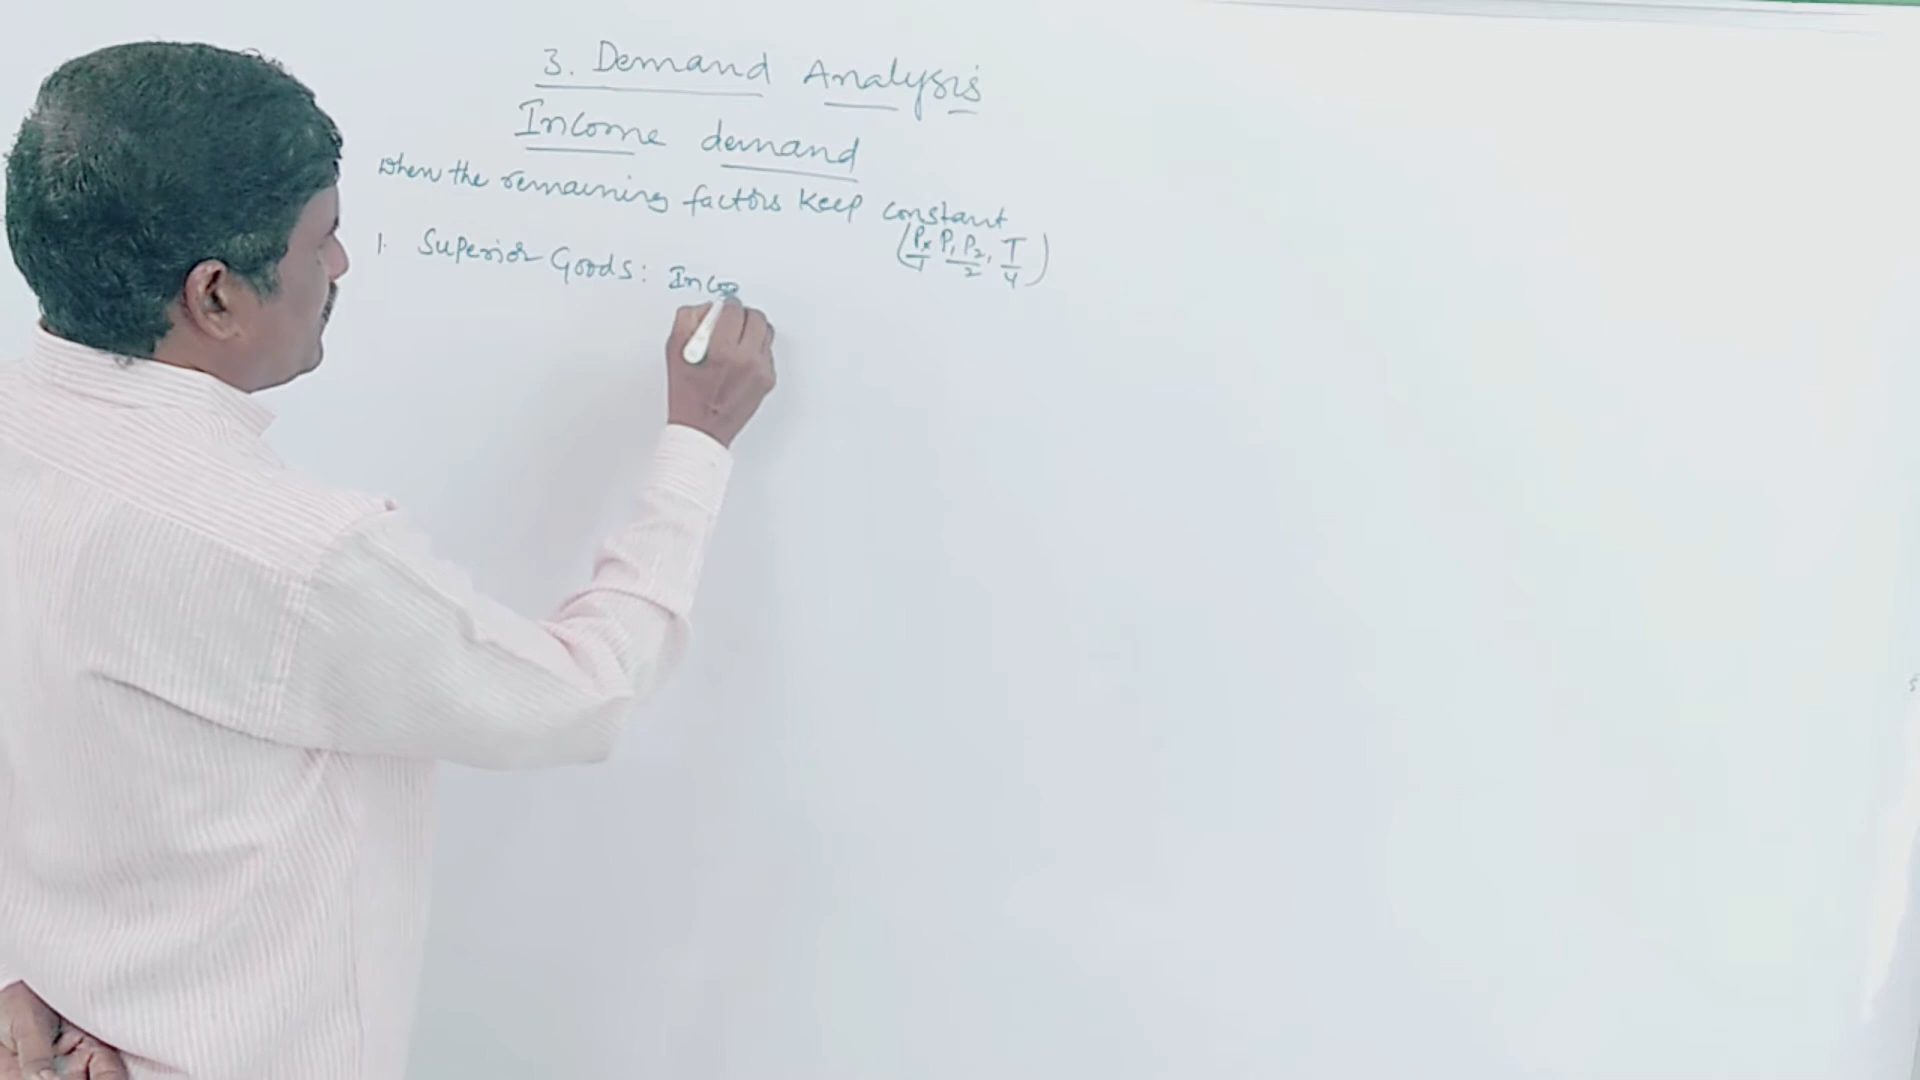 3. Demand Analysis
Income demand
when the remaining factors keep constant
(Px/1 P1 P2/2, T/4)
1. Superior Goods: Inco